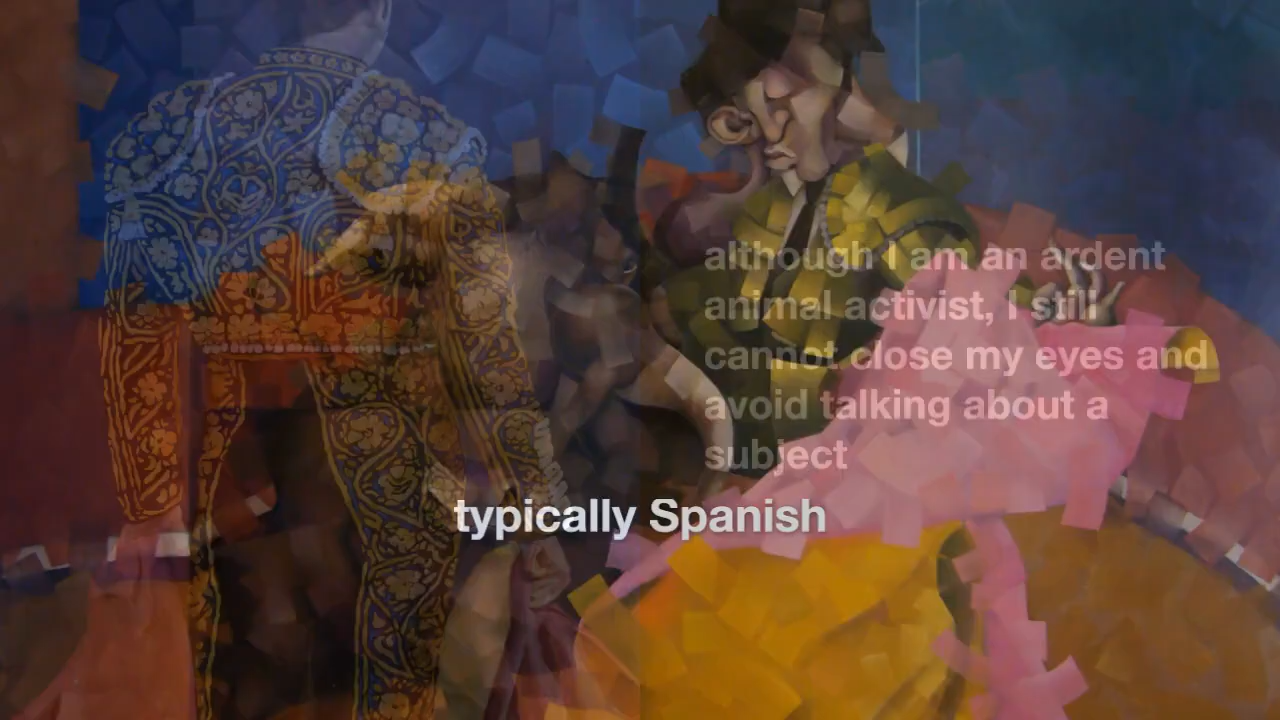 although I am an ardent
animal activist, I still
cannot close my eyes and
avoid talking about a
subject
typically Spanish